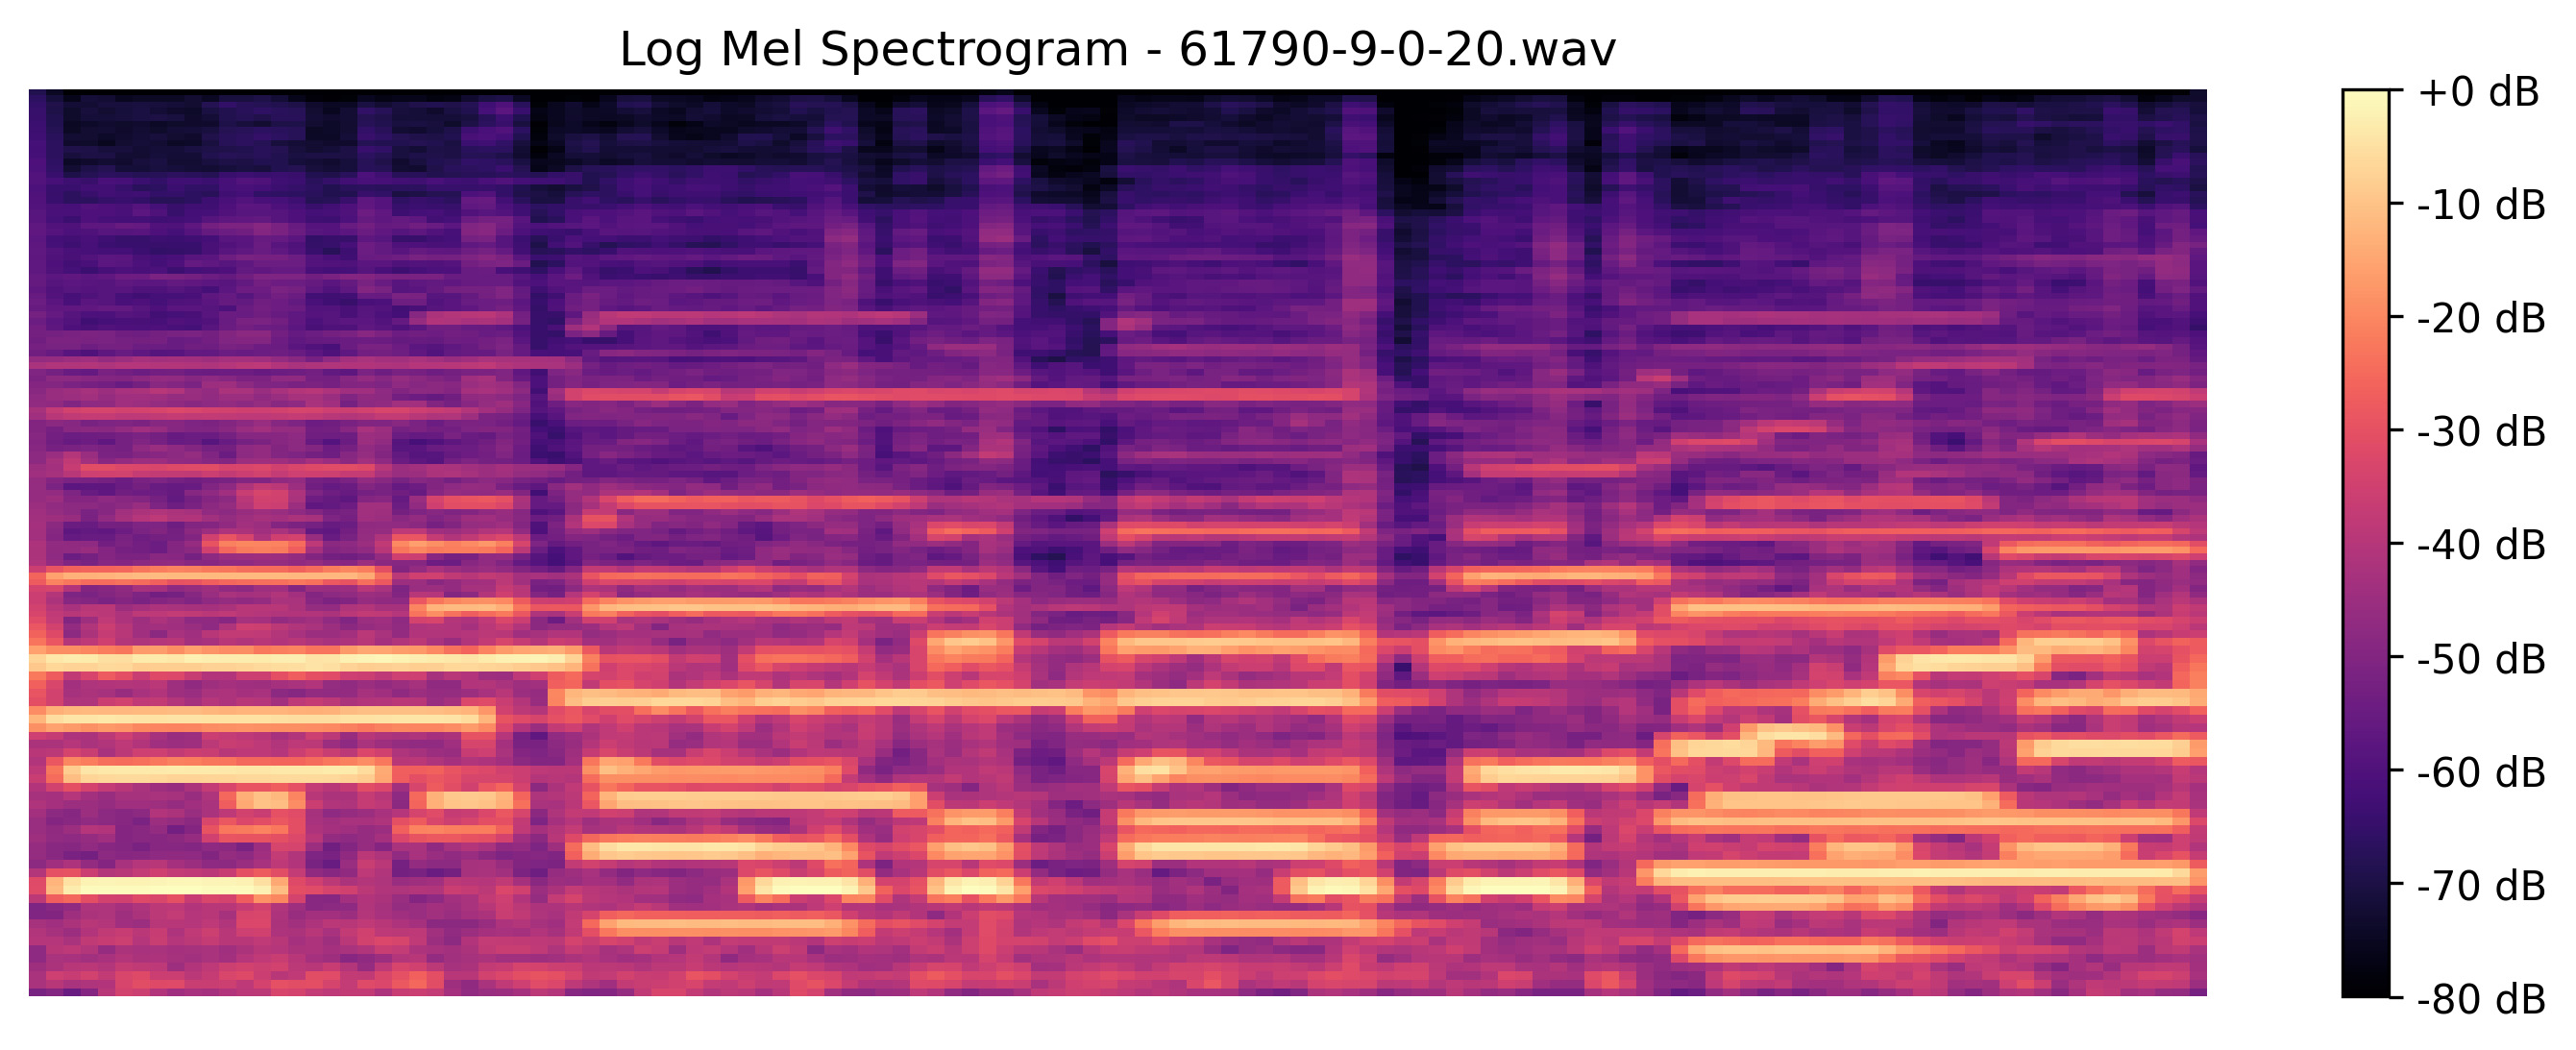 Log Mel Spectrogram - 61790-9-0-20.wav
+0 dB
-10 dB
-20 dB
-30 dB
-40 dB
-50 dB
-60 dB
-70 dB
-80 dB